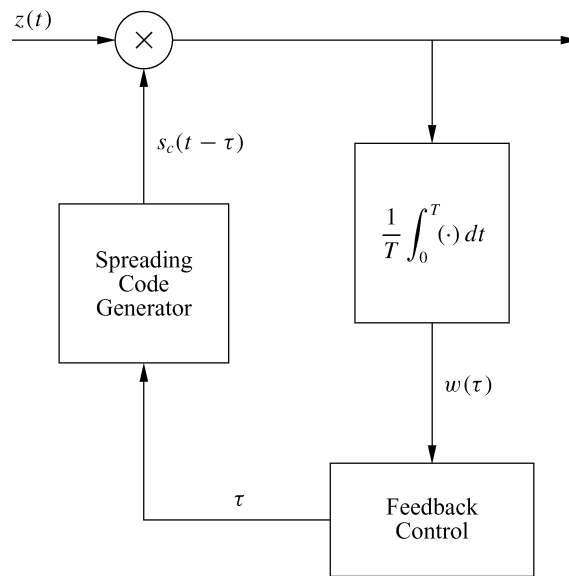 z(t)
×
s_c(t − τ)
1/T ∫_0^T (·) dt
Spreading
Code
Generator
w(τ)
τ
Feedback
Control